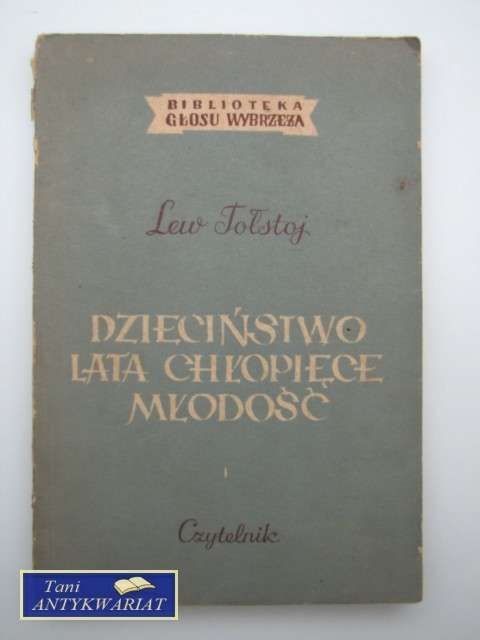 BIBLIOTEKA
GŁOSU WYBRZEŻA
Lew Tołstoj
DZIECIŃSTWO
LATA CHŁOPIĘCE
MŁODOŚĆ
I
Czytelnik
Tani
ANTYKWARIAT